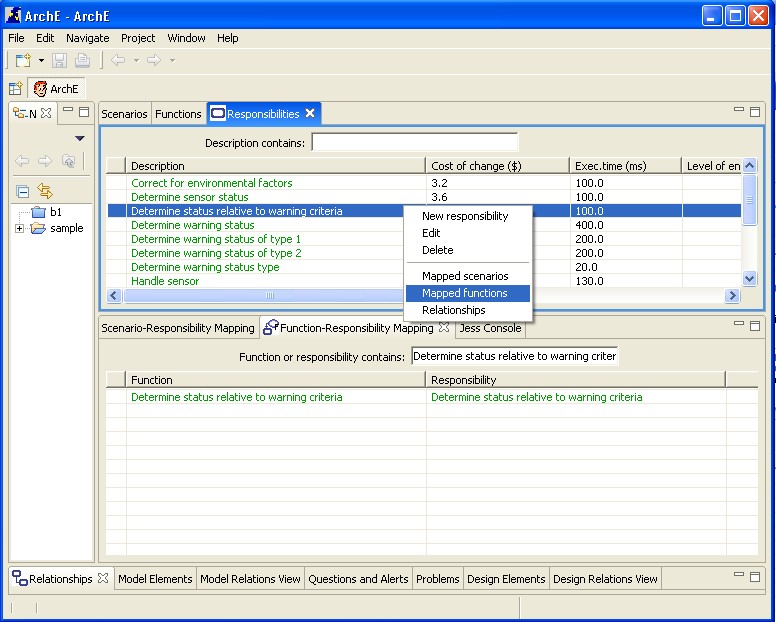 ArchE - ArchE
File Edit Navigate Project Window Help
ArchE
N
Scenarios Functions Responsibilities
Description contains:
Description Cost of change ($) Exec.time (ms) Level of en
Correct for environmental factors 3.2 100.0
Determine sensor status 3.6 100.0
Determine status relative to warning criteria 100.0
Determine warning status 400.0
Determine warning status of type 1 200.0
Determine warning status of type 2 200.0
Determine warning status type 20.0
Handle sensor 130.0
New responsibility
Edit
Delete
Mapped scenarios
Mapped functions
Relationships
b1
sample
Scenario-Responsibility Mapping Function-Responsibility Mapping Jess Console
Function or responsibility contains: Determine status relative to warning criter
Function Responsibility
Determine status relative to warning criteria Determine status relative to warning criteria
Relationships Model Elements Model Relations View Questions and Alerts Problems Design Elements Design Relations View